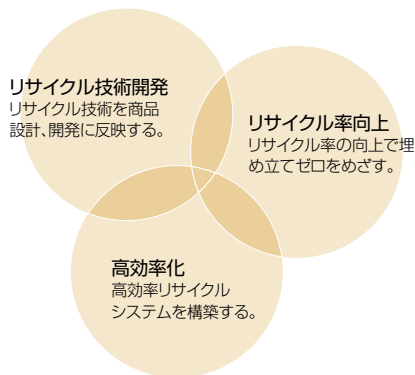 リサイクル技術開発
リサイクル技術を商品
設計、開発に反映する。
リサイクル率向上
リサイクル率の向上で埋
め立てゼロをめざす。
高効率化
高効率リサイクル
システムを構築する。